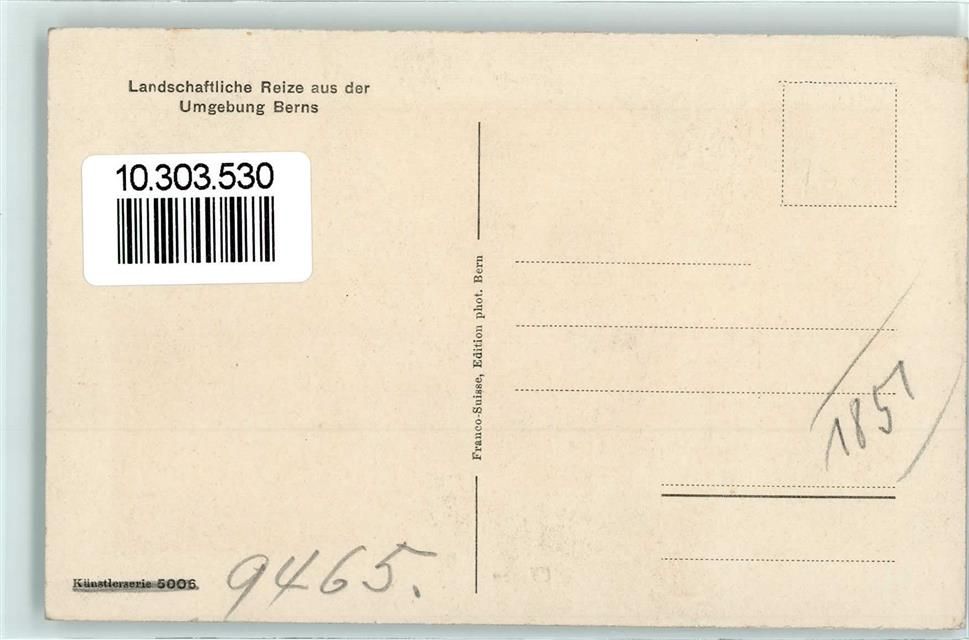 Landschaftliche Reize aus der
Umgebung Berns
10.303.530
Franco-Suisse, Edition phot. Bern
1851
Künstlerserie 5006
9465.